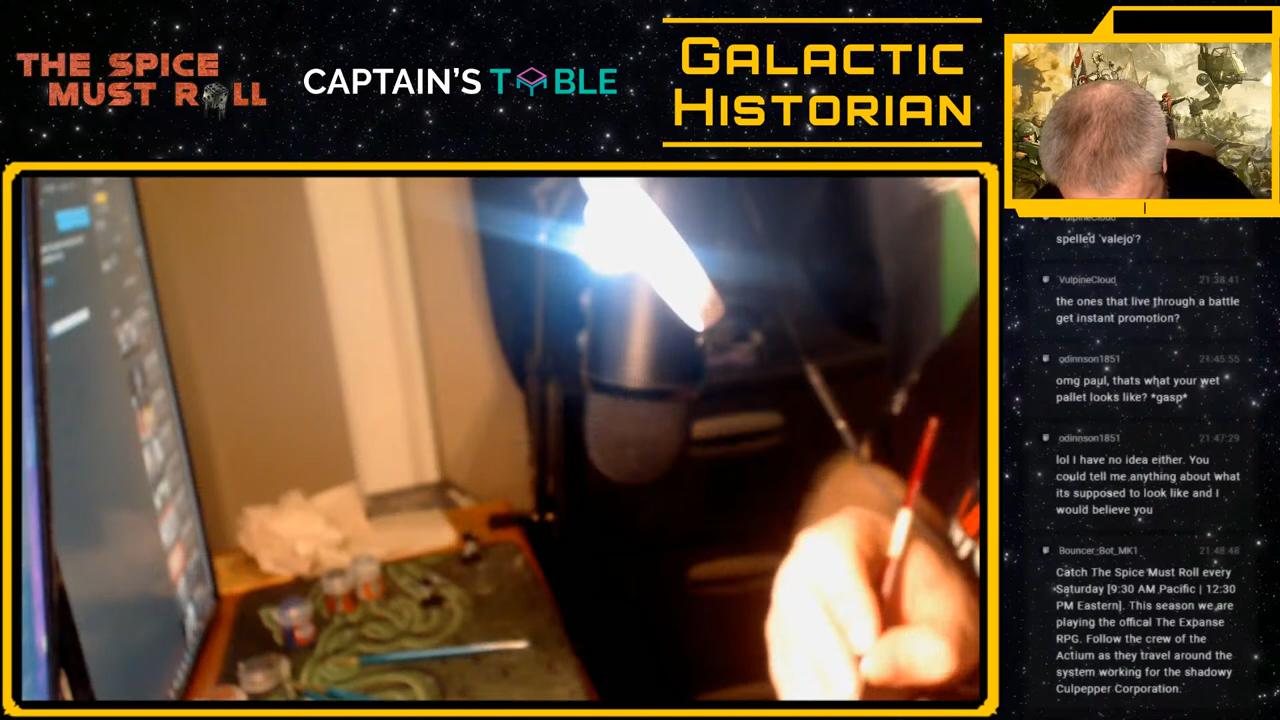 THE SPICE
MUST ROLL
CAPTAIN'S TABLE
GALACTIC
HISTORIAN
VulpineCloud
spelled 'valejo'?
VulpineCloud 21:38:41
the ones that live through a battle
get instant promotion?
odinnson1851 21:45:55
omg paul, thats what your wet
pallet looks like? *gasp*
odinnson1851 21:47:29
lol I have no idea either. You
could tell me anything about what
its supposed to look like and I
would believe you
Bouncer_Bot_MK1 21:48:48
Catch The Spice Must Roll every
Saturday [9:30 AM Pacific | 12:30
PM Eastern]. This season we are
playing the offical The Expanse
RPG. Follow the crew of the
Actium as they travel around the
system working for the shadowy
Culpepper Corporation.